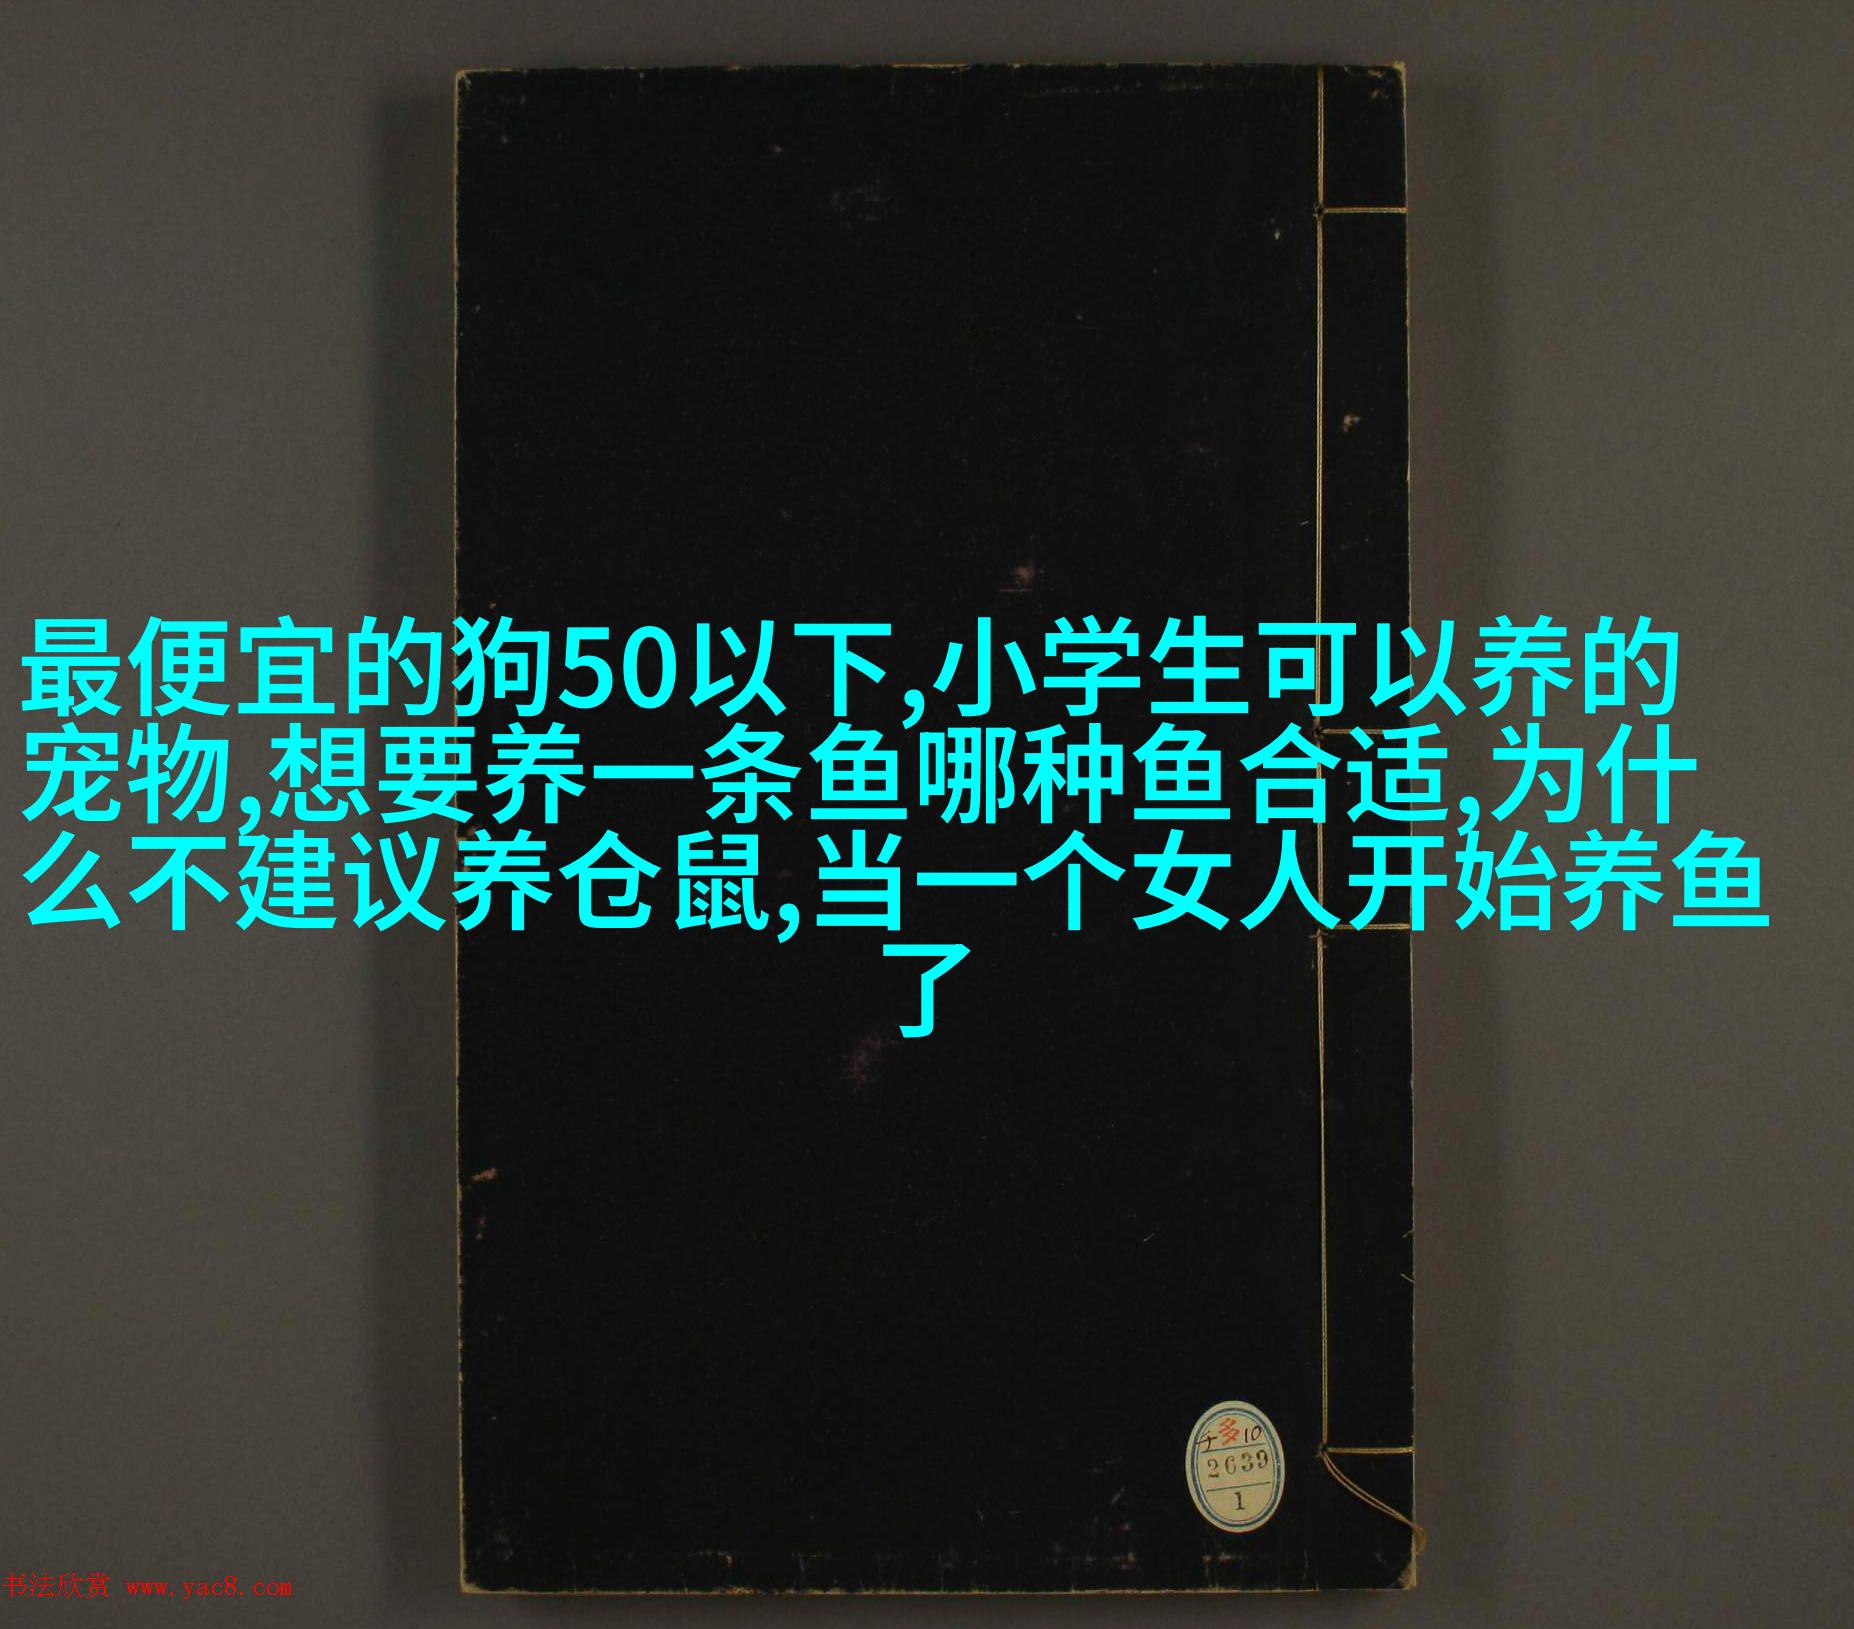 最便宜的狗50以下,小学生可以养的
宠物,想要养一条鱼哪种鱼合适,为什
么不建议养仓鼠,当一个女人开始养鱼
了
多10
2639
1
书法欣赏 www.yac8.com